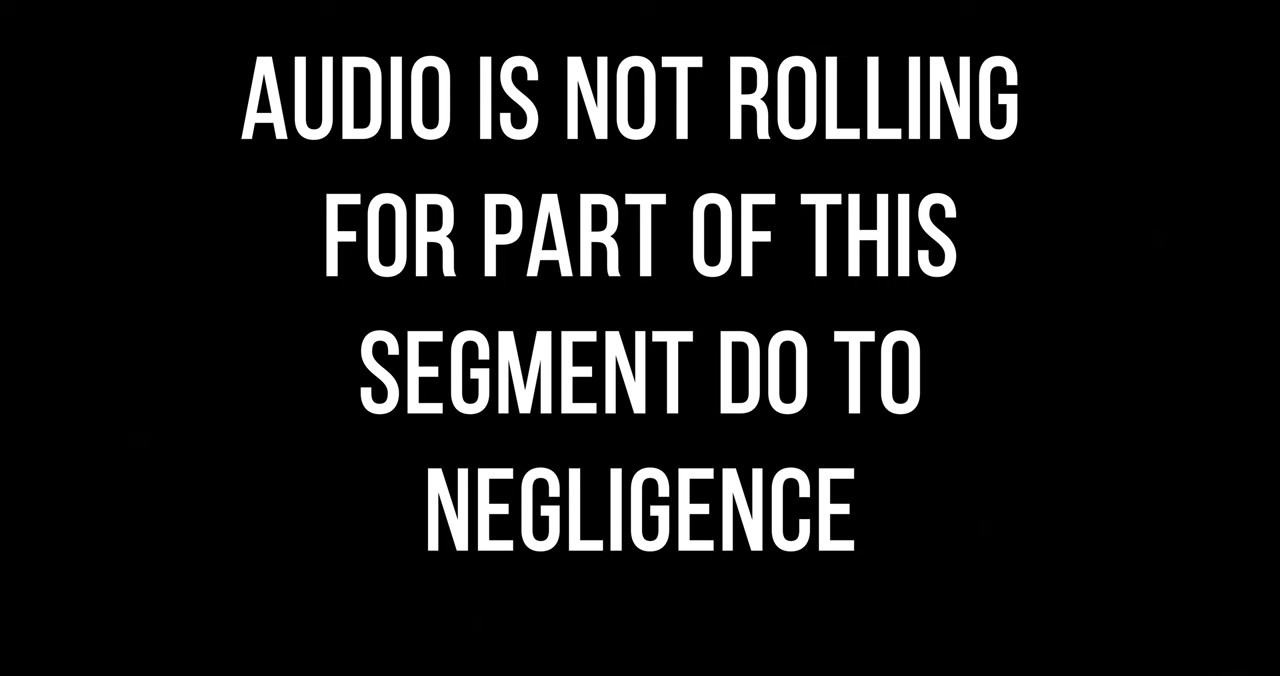 AUDIO IS NOT ROLLING
FOR PART OF THIS
SEGMENT DO TO
NEGLIGENCE